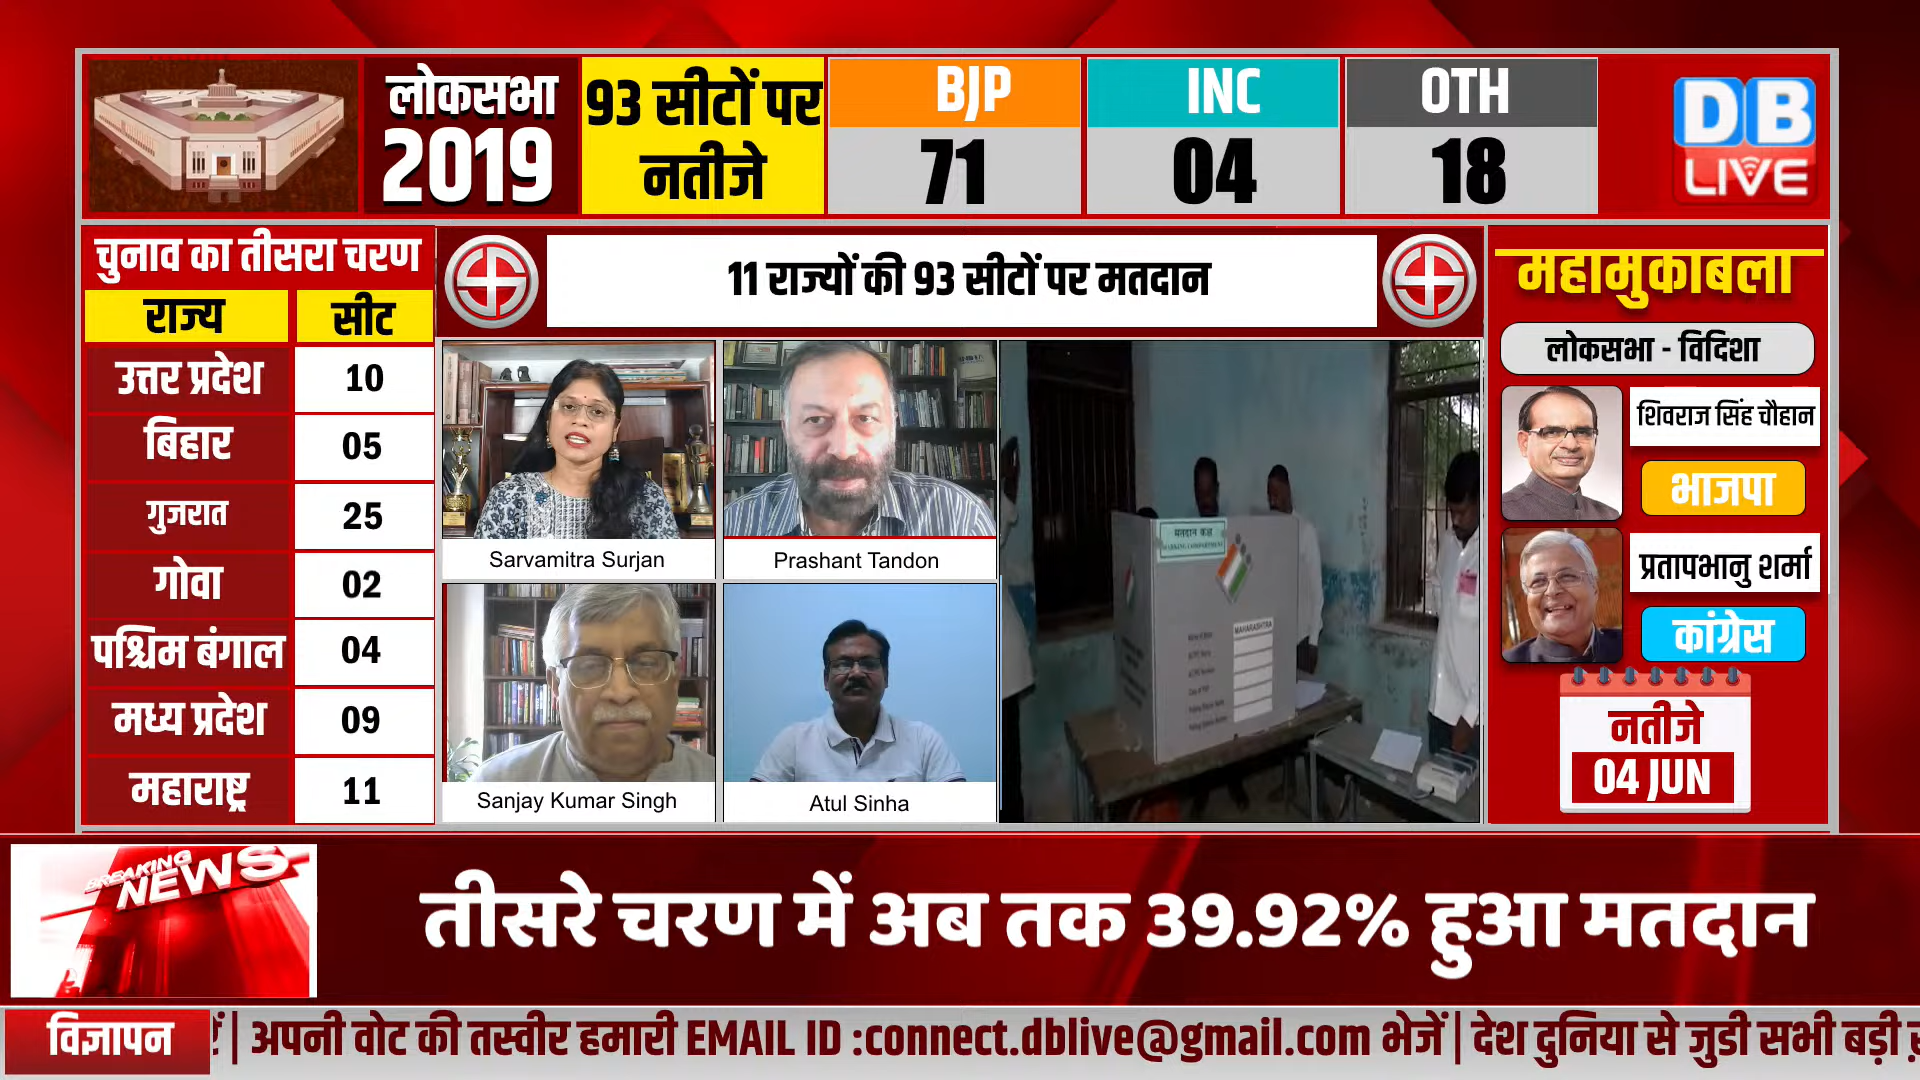 लोकसभा
2019
93 सीटों पर
नतीजे
BJP
71
INC
04
OTH
18
DB
LIVE
चुनाव का तीसरा चरण
राज्य सीट
उत्तर प्रदेश 10
बिहार 05
गुजरात 25
गोवा 02
पश्चिम बंगाल 04
मध्य प्रदेश 09
महाराष्ट्र 11
11 राज्यों की 93 सीटों पर मतदान
Sarvamitra Surjan
Prashant Tandon
Sanjay Kumar Singh
Atul Sinha
मतदान कक्ष
MAHARASHTRA
महामुकाबला
लोकसभा - विदिशा
शिवराज सिंह चौहान
भाजपा
प्रतापभानु शर्मा
कांग्रेस
नतीजे
04 JUN
BREAKING
NEWS
तीसरे चरण में अब तक 39.92% हुआ मतदान
विज्ञापन
| अपनी वोट की तस्वीर हमारी EMAIL ID :connect.dblive@gmail.com भेजें | देश दुनिया से जुडी सभी बड़ी